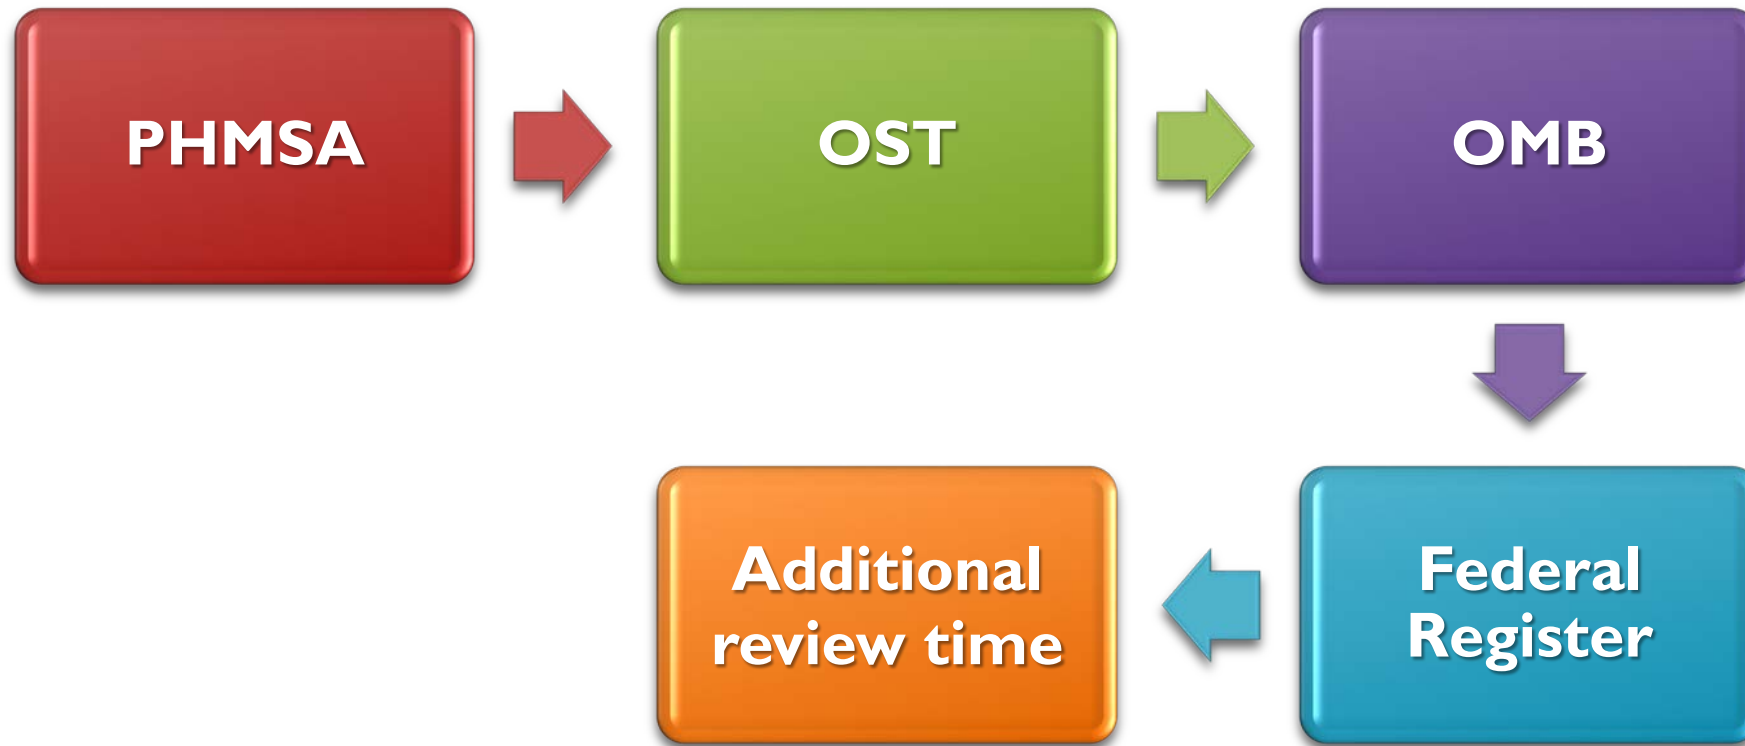 PHMSA
OST
OMB
Federal
Register
Additional
review time